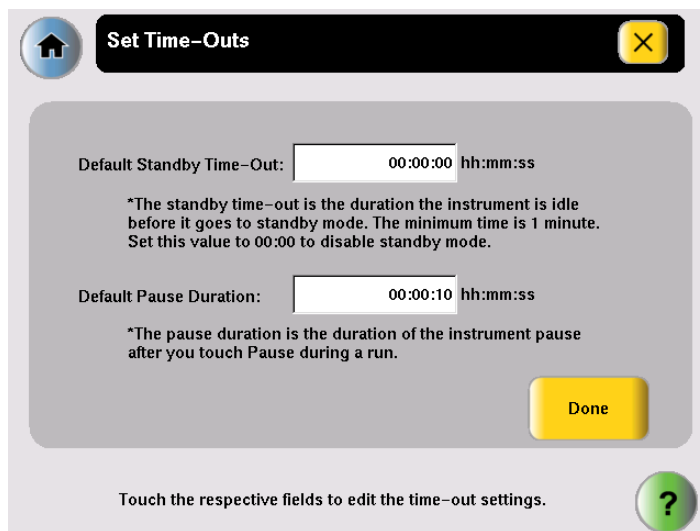 Set Time-Outs
Default Standby Time-Out: 00:00:00 hh:mm:ss
*The standby time-out is the duration the instrument is idle
before it goes to standby mode. The minimum time is 1 minute.
Set this value to 00:00 to disable standby mode.
Default Pause Duration: 00:00:10 hh:mm:ss
*The pause duration is the duration of the instrument pause
after you touch Pause during a run.
Done
Touch the respective fields to edit the time-out settings.
?